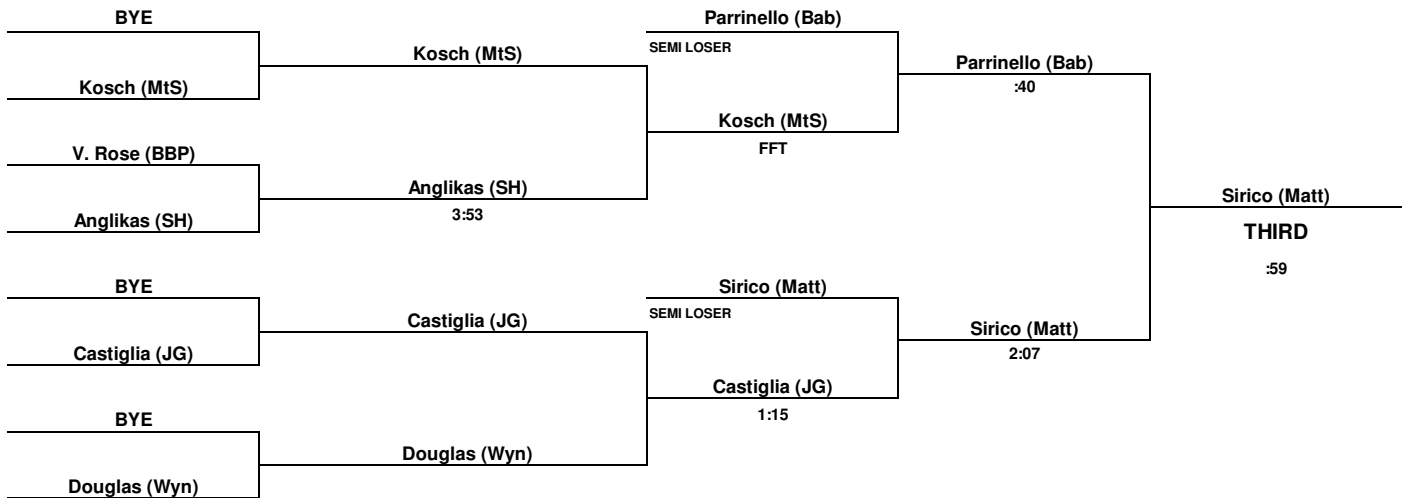 BYE
Kosch (MtS)
V. Rose (BBP)
Anglikas (SH)
BYE
Castiglia (JG)
BYE
Douglas (Wyn)
Kosch (MtS)
Anglikas (SH)
3:53
Castiglia (JG)
Douglas (Wyn)
Parrinello (Bab)
SEMI LOSER
Kosch (MtS)
FFT
Sirico (Matt)
SEMI LOSER
Castiglia (JG)
1:15
Parrinello (Bab)
:40
Sirico (Matt)
2:07
Sirico (Matt)
THIRD
:59